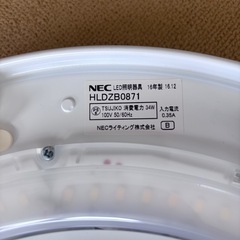 NEC LED照明器具 16年製 16.12
HLDZB0871
TSUJIKO 消費電力 34W 入力電流
100V 50/60Hz 0.35A
NECライティング株式会社 B